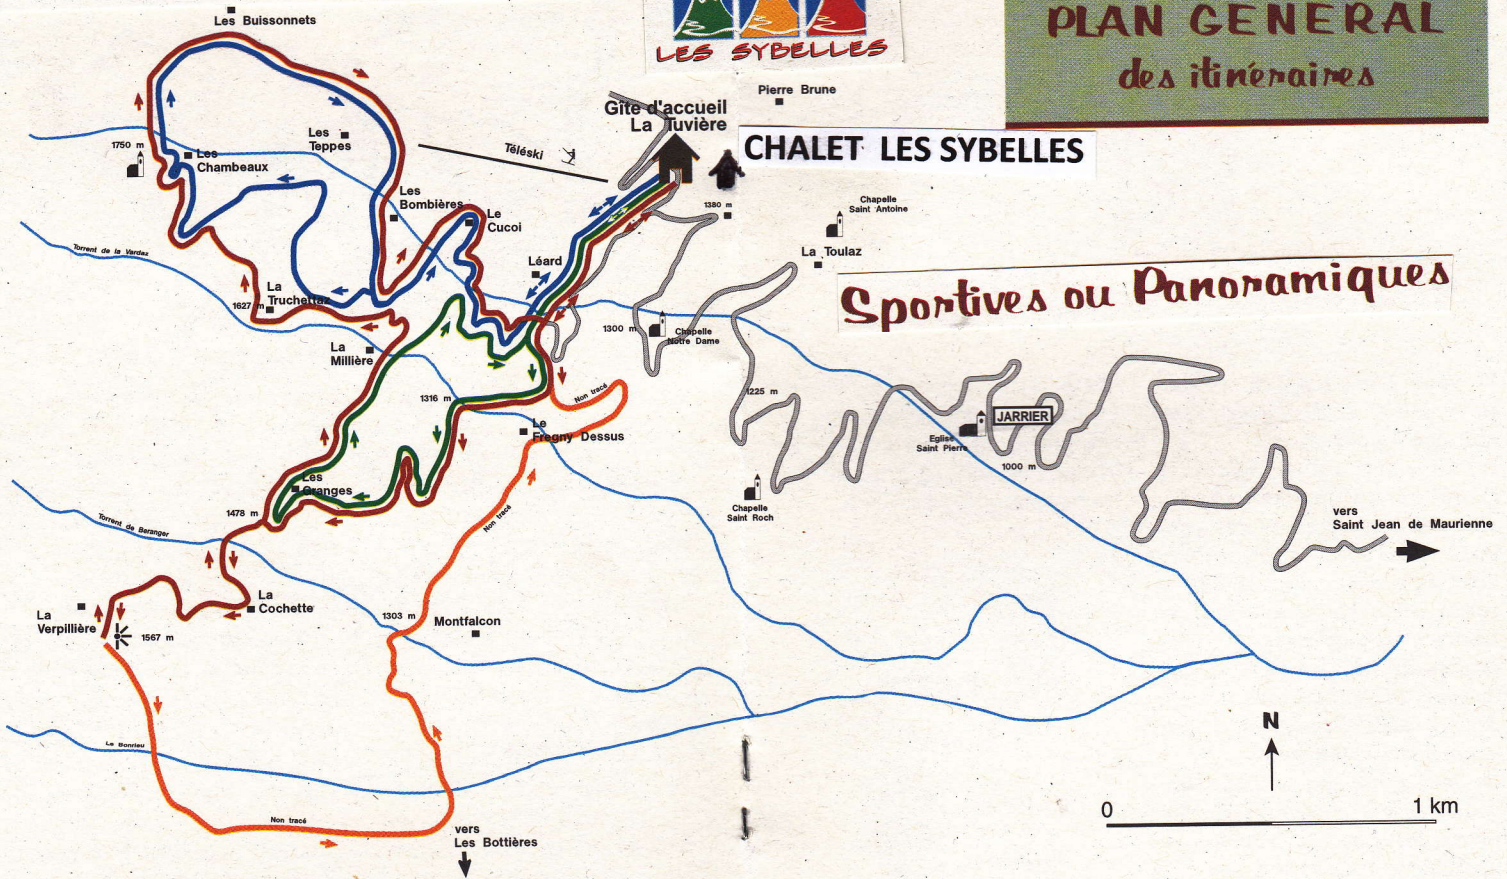 Les Buissonnets
LES SYBELLES
PLAN GENERAL
des itinéraires
Pierre Brune
Gîte d'accueil
La Tuvière
CHALET LES SYBELLES
Les
Teppes
1750 m
Les
Chambeaux
Téléski
Les
Bombières
Le
Cucoi
1380 m
Chapelle
Saint Antoine
La Toulaz
Torrent de la Vardaz
Léard
Sportives ou Panoramiques
La
Truchettaz
1627 m
1300 m
Chapelle
Notre Dame
La
Millière
1316 m
Non tracé
1225 m
Le
Fregny Dessus
JARRIER
Eglise
Saint Pierre
1000 m
Les
Granges
1478 m
Chapelle
Saint Roch
Non tracé
vers
Saint Jean de Maurienne
Torrent de Beranger
La
Cochette
La
Verpillière
1567 m
1303 m
Montfalcon
Le Bonrieu
N
0
1 km
Non tracé
vers
Les Bottières